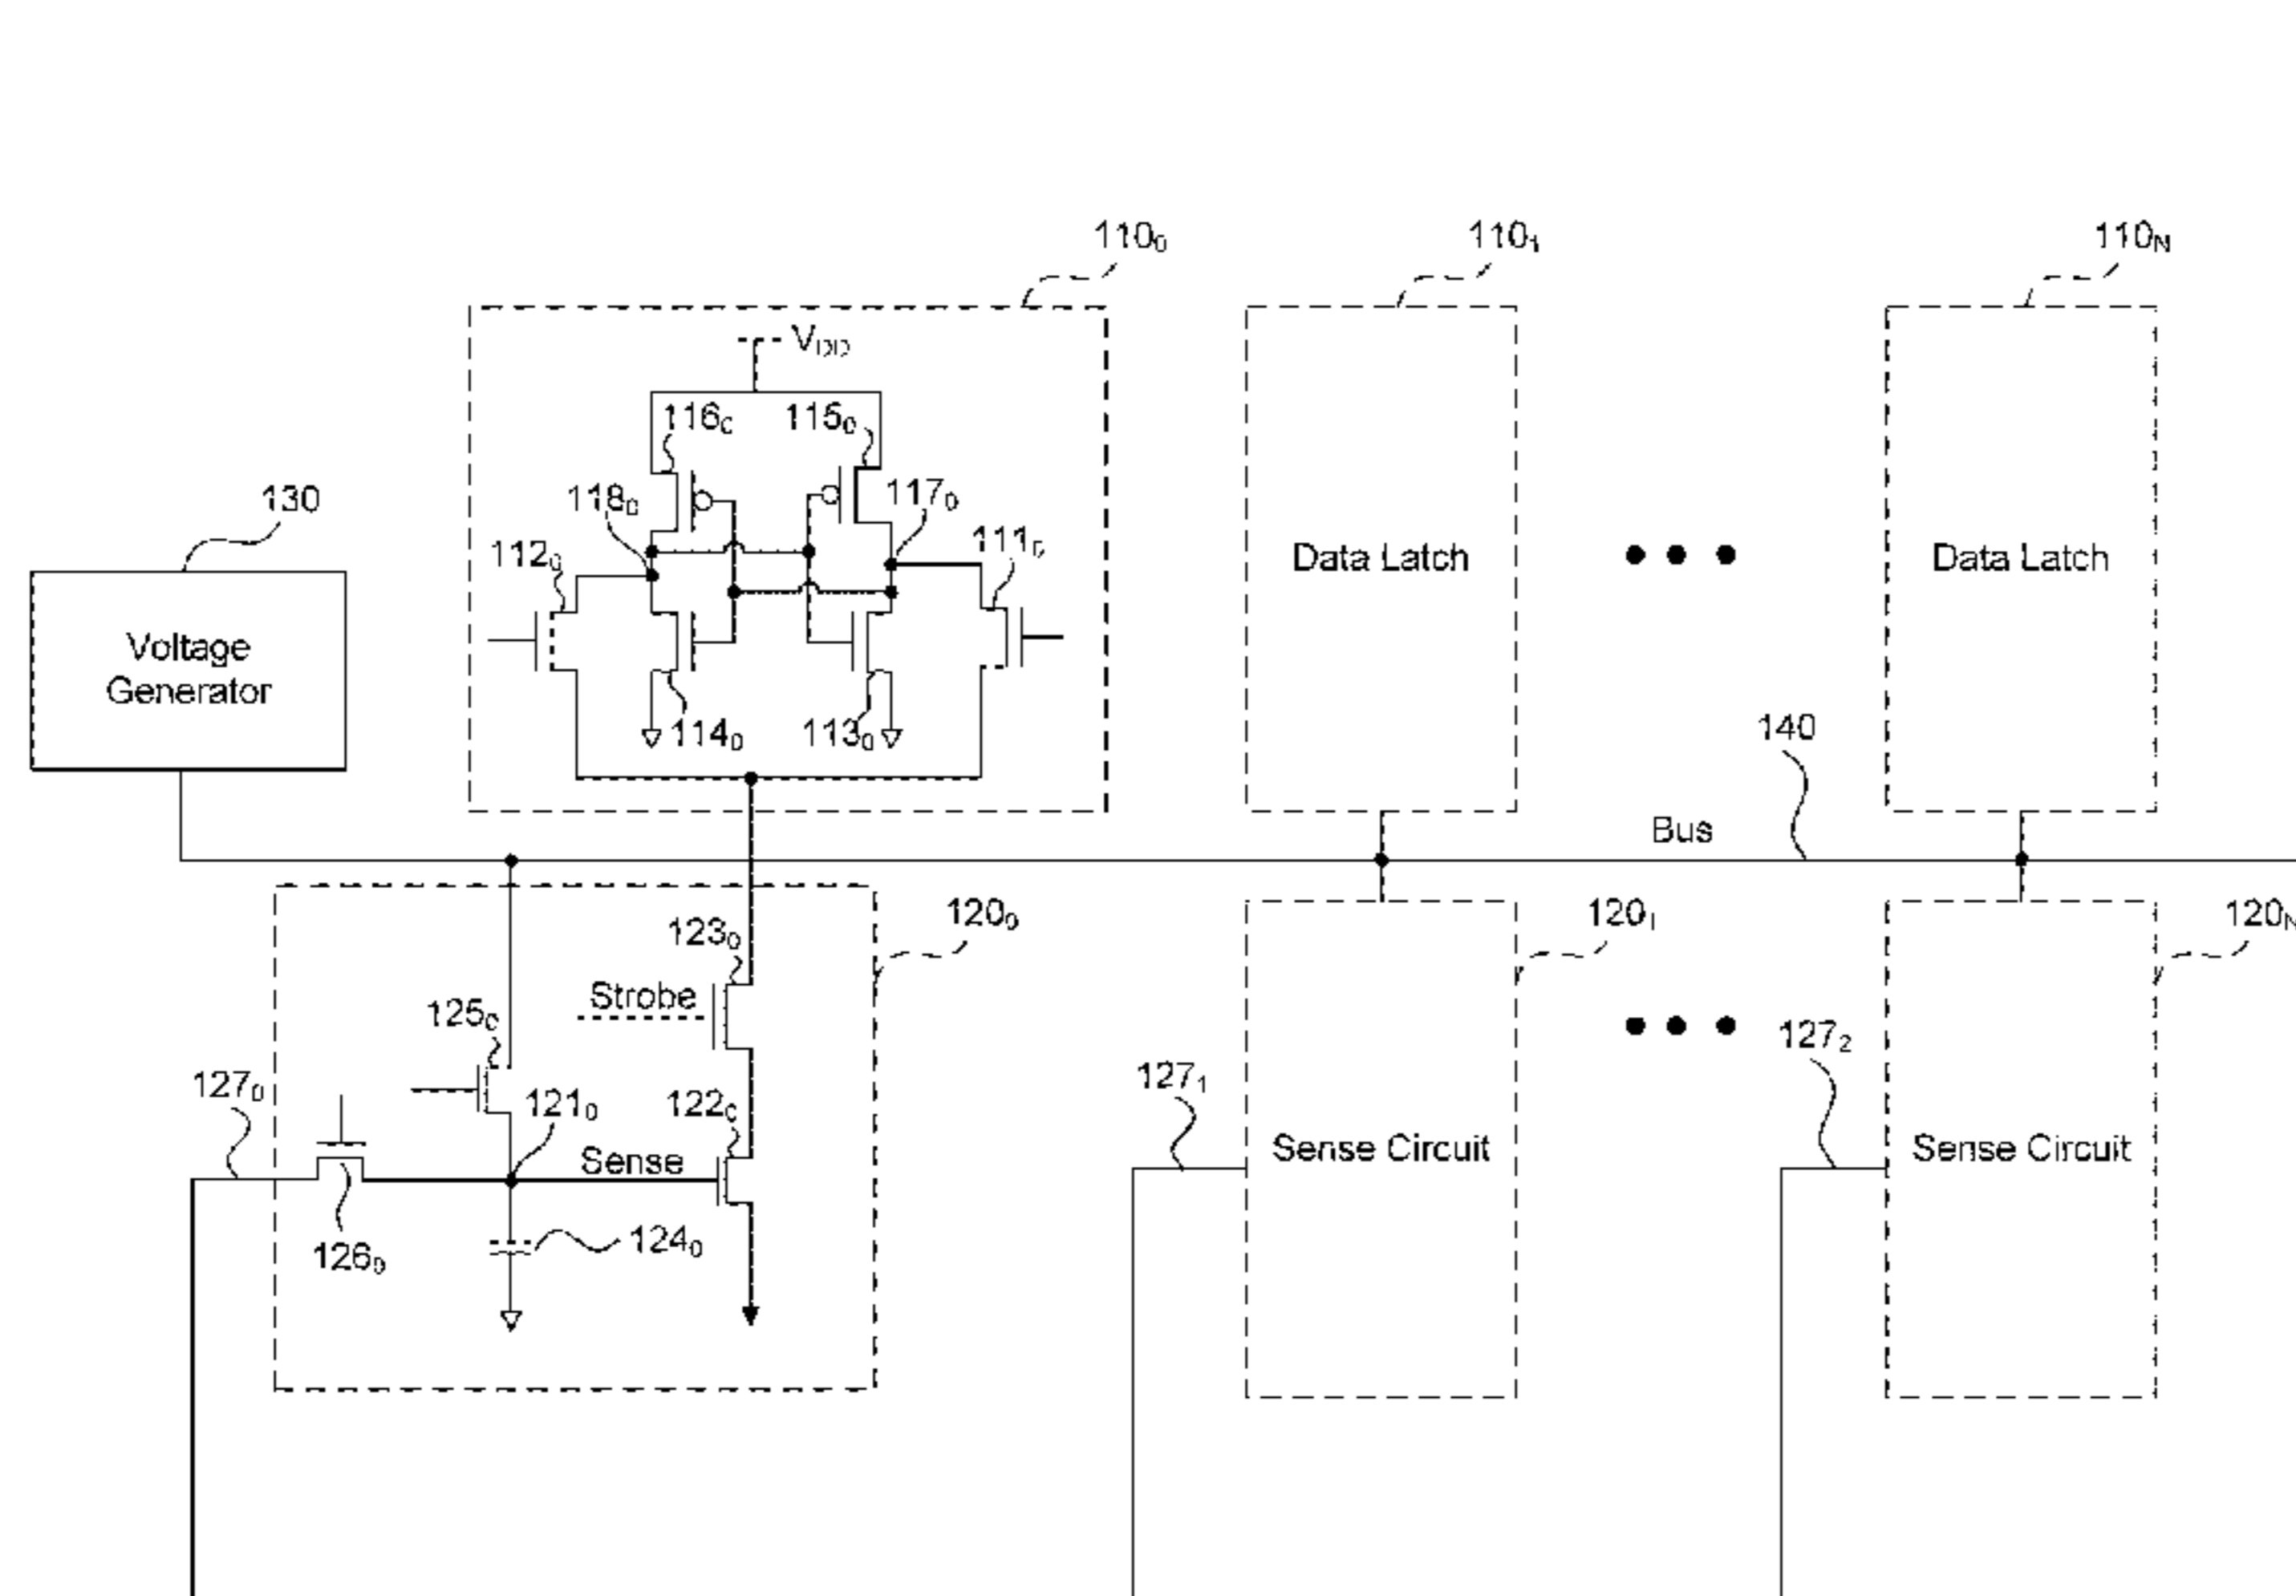 110₀
110₁
110N
VDD
116₀
115₀
130
118₀
117₀
112₀
111₀
Data Latch
Data Latch
Voltage
Generator
114₀
113₀
140
Bus
123₀
120₀
120₁
120N
Strobe
125₀
127₀
121₀
122₀
127₁
127₂
Sense
Sense Circuit
Sense Circuit
126₀
124₀